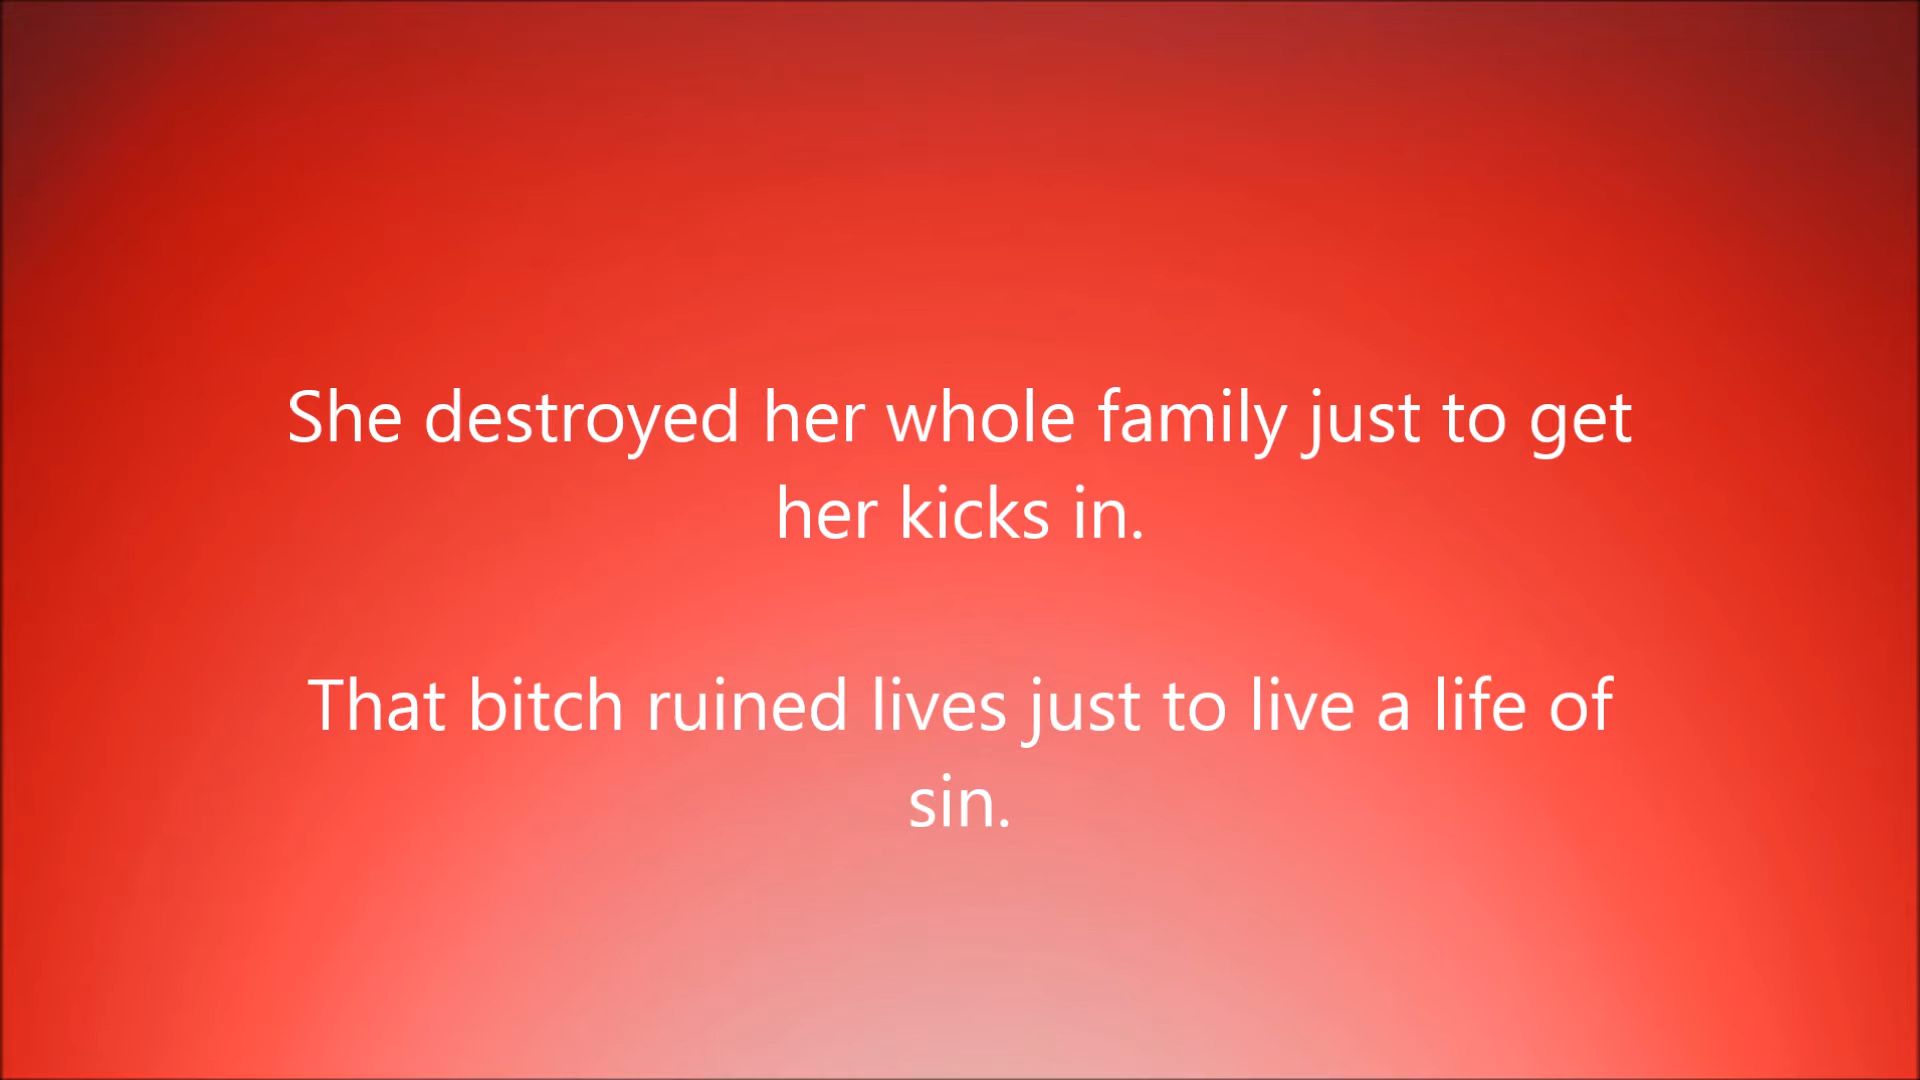 She destroyed her whole family just to get
her kicks in.
That bitch ruined lives just to live a life of
sin.